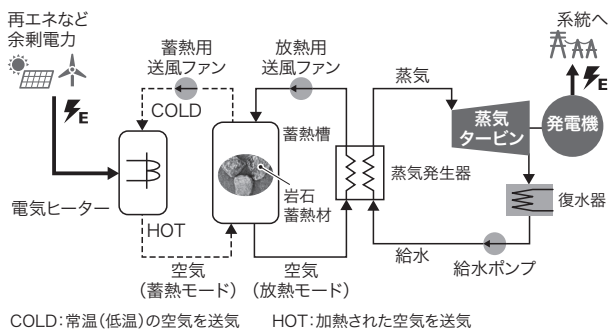 再エネなど
余剰電力
E
電気ヒーター
蓄熱用
送風ファン
COLD
HOT
空気
(蓄熱モード)
放熱用
送風ファン
蓄熱槽
岩石
蓄熱材
空気
(放熱モード)
蒸気
蒸気発生器
給水
給水ポンプ
蒸気
タービン
発電機
復水器
系統へ
E
COLD:常温(低温)の空気を送気 HOT:加熱された空気を送気